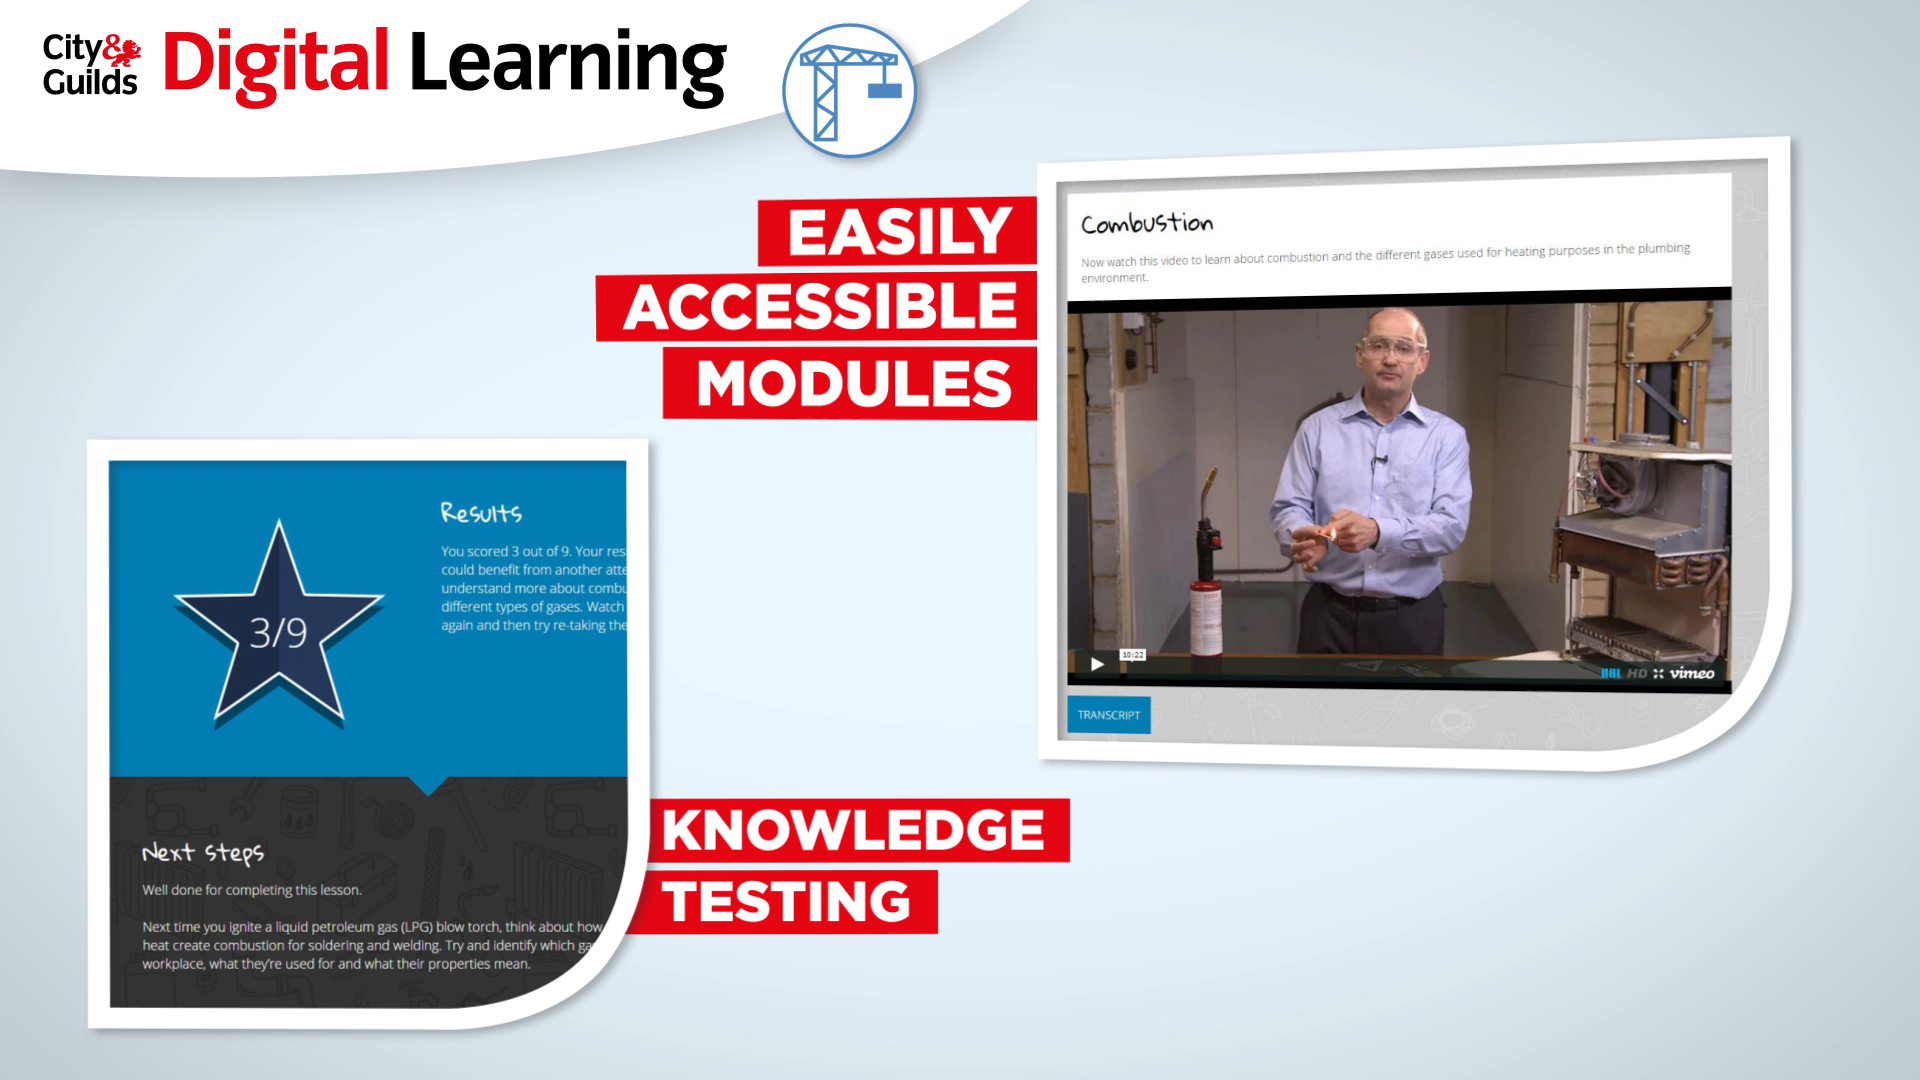 City&
Guilds
Digital Learning
EASILY
ACCESSIBLE
MODULES
Combustion
Now watch this video to learn about combustion and the different gases used for heating purposes in the plumbing
environment.
10:22
HD
vimeo
TRANSCRIPT
Results
You scored 3 out of 9. Your res
could benefit from another atte
understand more about combu
different types of gases. Watch
again and then try re-taking the
3/9
Next steps
Well done for completing this lesson.
Next time you ignite a liquid petroleum gas (LPG) blow torch, think about how
heat create combustion for soldering and welding. Try and identify which ga
workplace, what they're used for and what their properties mean.
KNOWLEDGE
TESTING